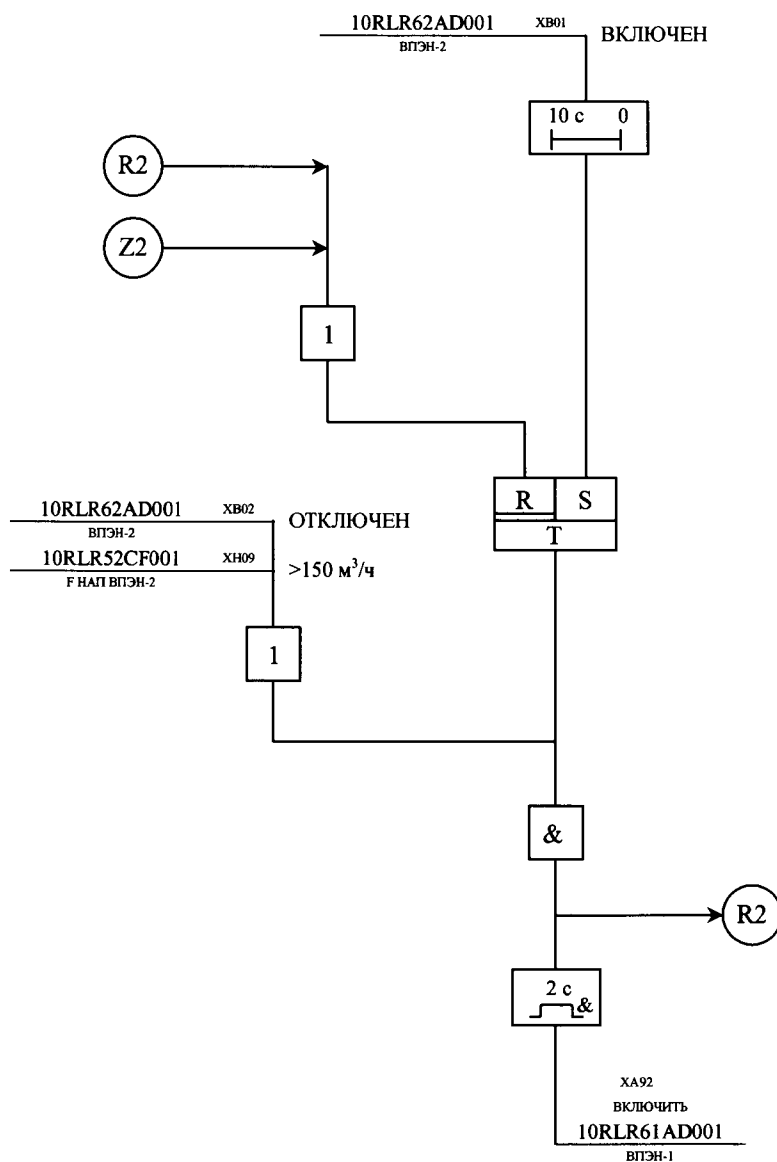 10RLR62AD001 XB01
ВПЭН-2
ВКЛЮЧЕН
10 с 0
R2
Z2
1
R S
T
10RLR62AD001 XB02
ВПЭН-2
ОТКЛЮЧЕН
10RLR52CF001 XH09
F НАП ВПЭН-2
>150 м³/ч
1
&
R2
2 с
&
XA92
ВКЛЮЧИТЬ
10RLR61AD001
ВПЭН-1